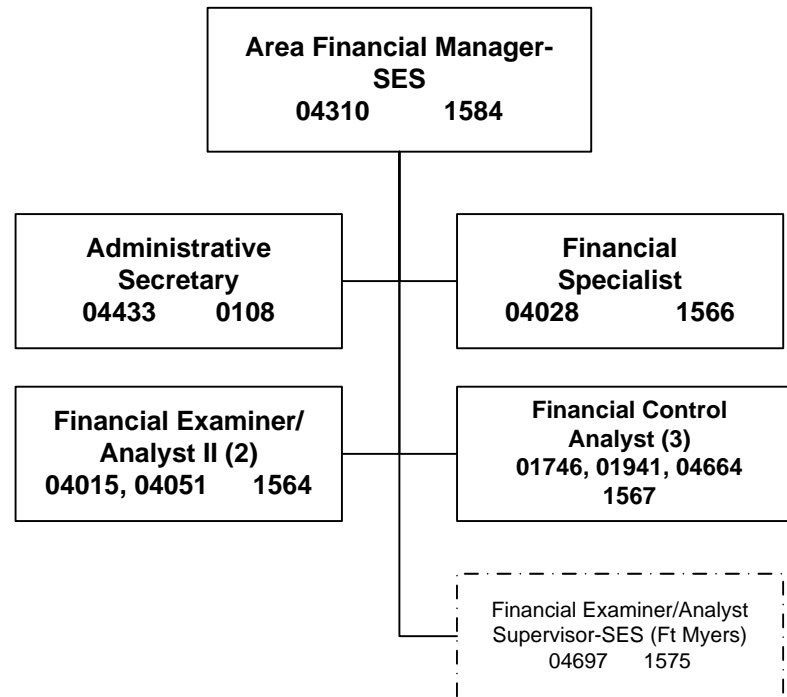 Area Financial Manager-
SES
04310 1584
Administrative
Secretary
04433 0108
Financial
Specialist
04028 1566
Financial Examiner/
Analyst II (2)
04015, 04051 1564
Financial Control
Analyst (3)
01746, 01941, 04664
1567
Financial Examiner/Analyst
Supervisor-SES (Ft Myers)
04697 1575